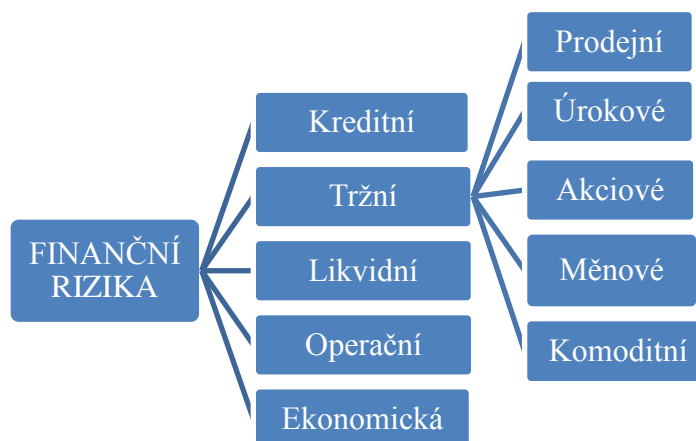 FINANČNÍ
RIZIKA
Kreditní
Tržní
Likvidní
Operační
Ekonomická
Prodejní
Úrokové
Akciové
Měnové
Komoditní